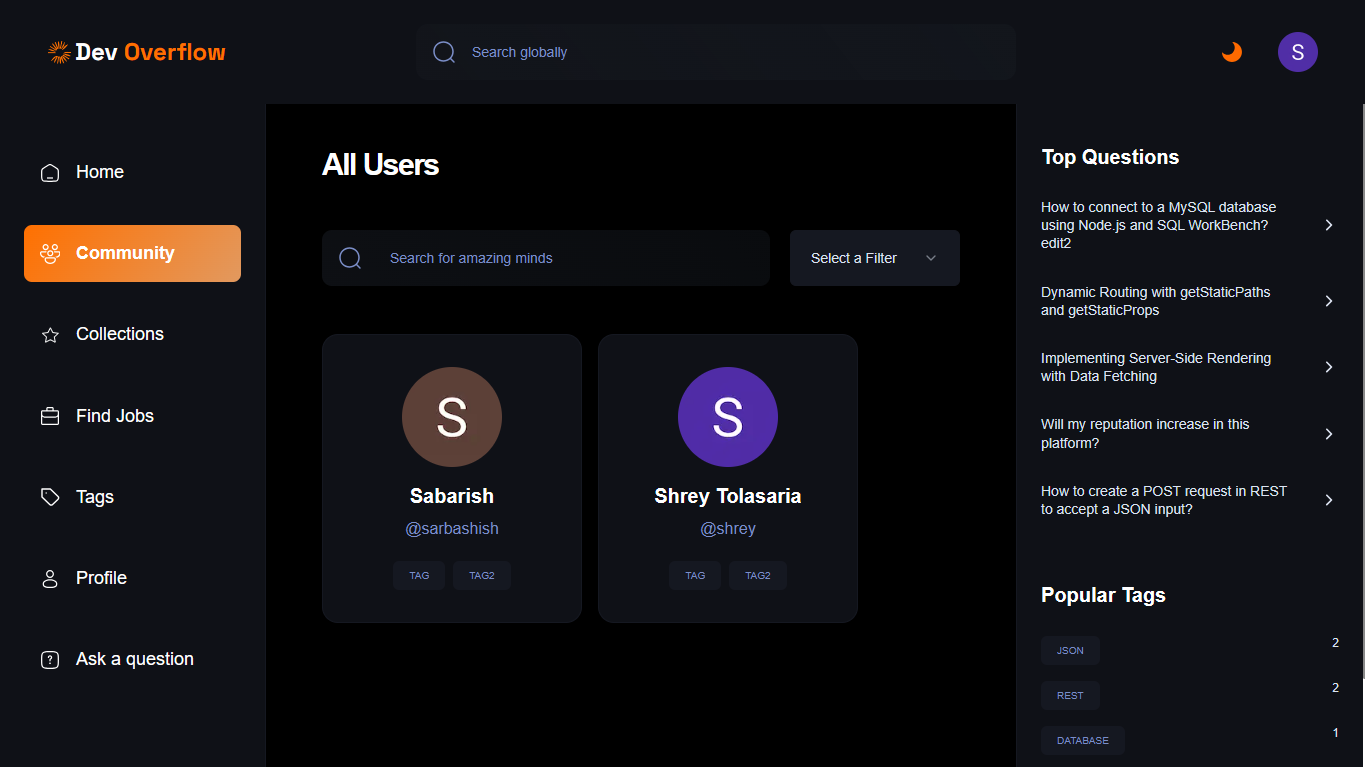 Dev Overflow
Search globally
S
Home
Community
Collections
Find Jobs
Tags
Profile
Ask a question
All Users
Search for amazing minds
Select a Filter
S
Sabarish
@sarbashish
TAG TAG2
S
Shrey Tolasaria
@shrey
TAG TAG2
Top Questions
How to connect to a MySQL database
using Node.js and SQL WorkBench?
edit2
Dynamic Routing with getStaticPaths
and getStaticProps
Implementing Server-Side Rendering
with Data Fetching
Will my reputation increase in this
platform?
How to create a POST request in REST
to accept a JSON input?
Popular Tags
JSON 2
REST 2
DATABASE 1